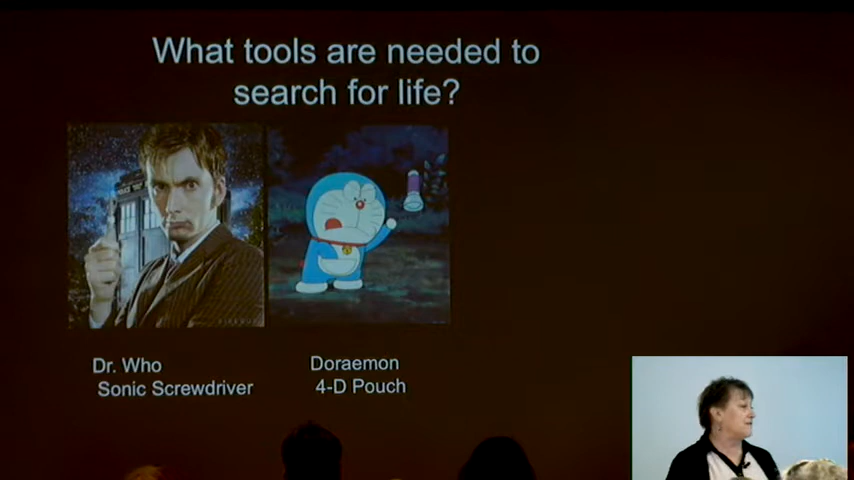 What tools are needed to
search for life?
Dr. Who
Sonic Screwdriver
Doraemon
4-D Pouch